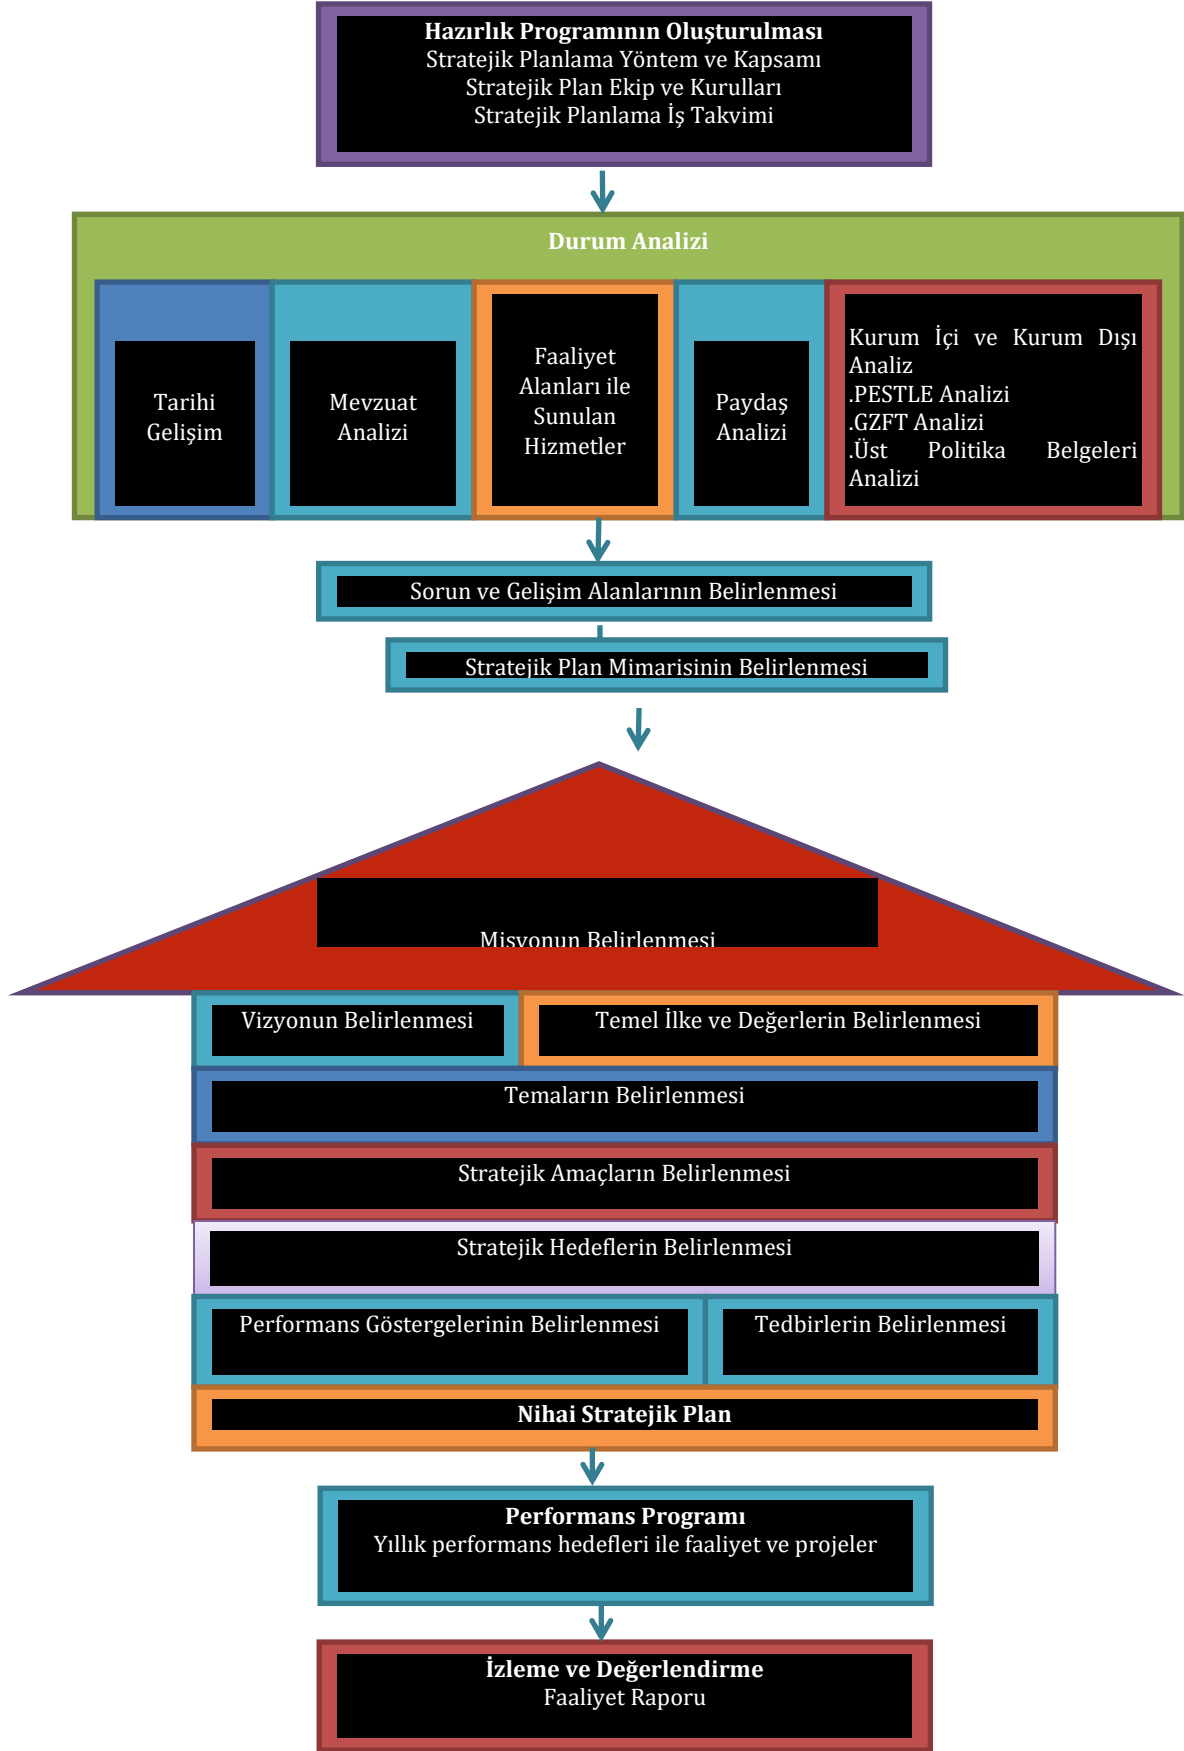 Hazırlık Programının Oluşturulması
Stratejik Planlama Yöntem ve Kapsamı
Stratejik Plan Ekip ve Kurulları
Stratejik Planlama İş Takvimi
Durum Analizi
Tarihi
Gelişim
Mevzuat
Analizi
Faaliyet
Alanları ile
Sunulan
Hizmetler
Paydaş
Analizi
Kurum İçi ve Kurum Dışı
Analiz
.PESTLE Analizi
.GZFT Analizi
.Üst Politika Belgeleri
Analizi
Sorun ve Gelişim Alanlarının Belirlenmesi
Stratejik Plan Mimarisinin Belirlenmesi
Misyonun Belirlenmesi
Vizyonun Belirlenmesi
Temel İlke ve Değerlerin Belirlenmesi
Temaların Belirlenmesi
Stratejik Amaçların Belirlenmesi
Stratejik Hedeflerin Belirlenmesi
Performans Göstergelerinin Belirlenmesi
Tedbirlerin Belirlenmesi
Nihai Stratejik Plan
Performans Programı
Yıllık performans hedefleri ile faaliyet ve projeler
İzleme ve Değerlendirme
Faaliyet Raporu